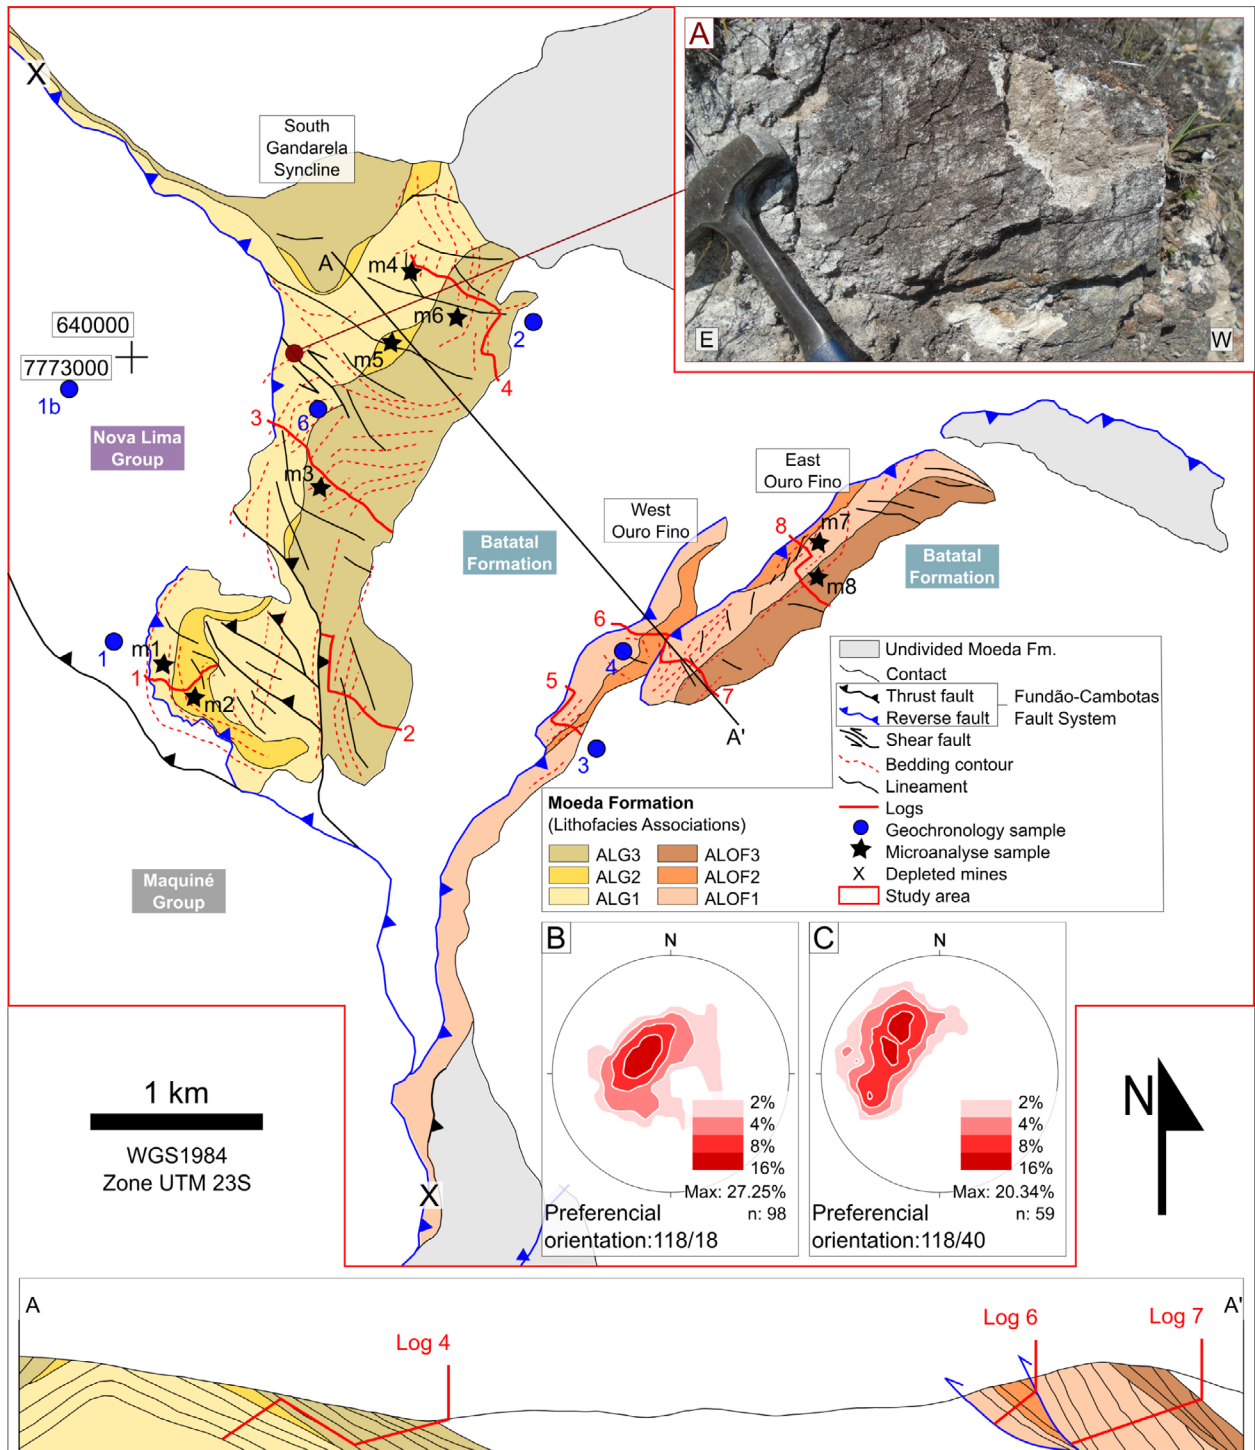 X
South
Gandarela
Syncline
A
E
W
A
m4
m6
m5
2
640000
7773000
1b
4
3
6
Nova Lima
Group
m3
East
Ouro Fino
West
Ouro Fino
8
m7
Batatal
Formation
Batatal
Formation
m8
6
1
m1
1
m2
4
5
7
2
A'
3
Undivided Moeda Fm.
Contact
Thrust fault
Reverse fault
Fundão-Cambotas
Fault System
Shear fault
Bedding contour
Lineament
Logs
Geochronology sample
Microanalyse sample
X Depleted mines
Study area
Moeda Formation
(Lithofacies Associations)
ALG3 ALOF3
ALG2 ALOF2
ALG1 ALOF1
Maquiné
Group
B
N
2%
4%
8%
16%
Max: 27.25%
n: 98
Preferencial
orientation:118/18
C
N
2%
4%
8%
16%
Max: 20.34%
n: 59
Preferencial
orientation:118/40
1 km
WGS1984
Zone UTM 23S
N
X
A
A'
Log 4
Log 6
Log 7